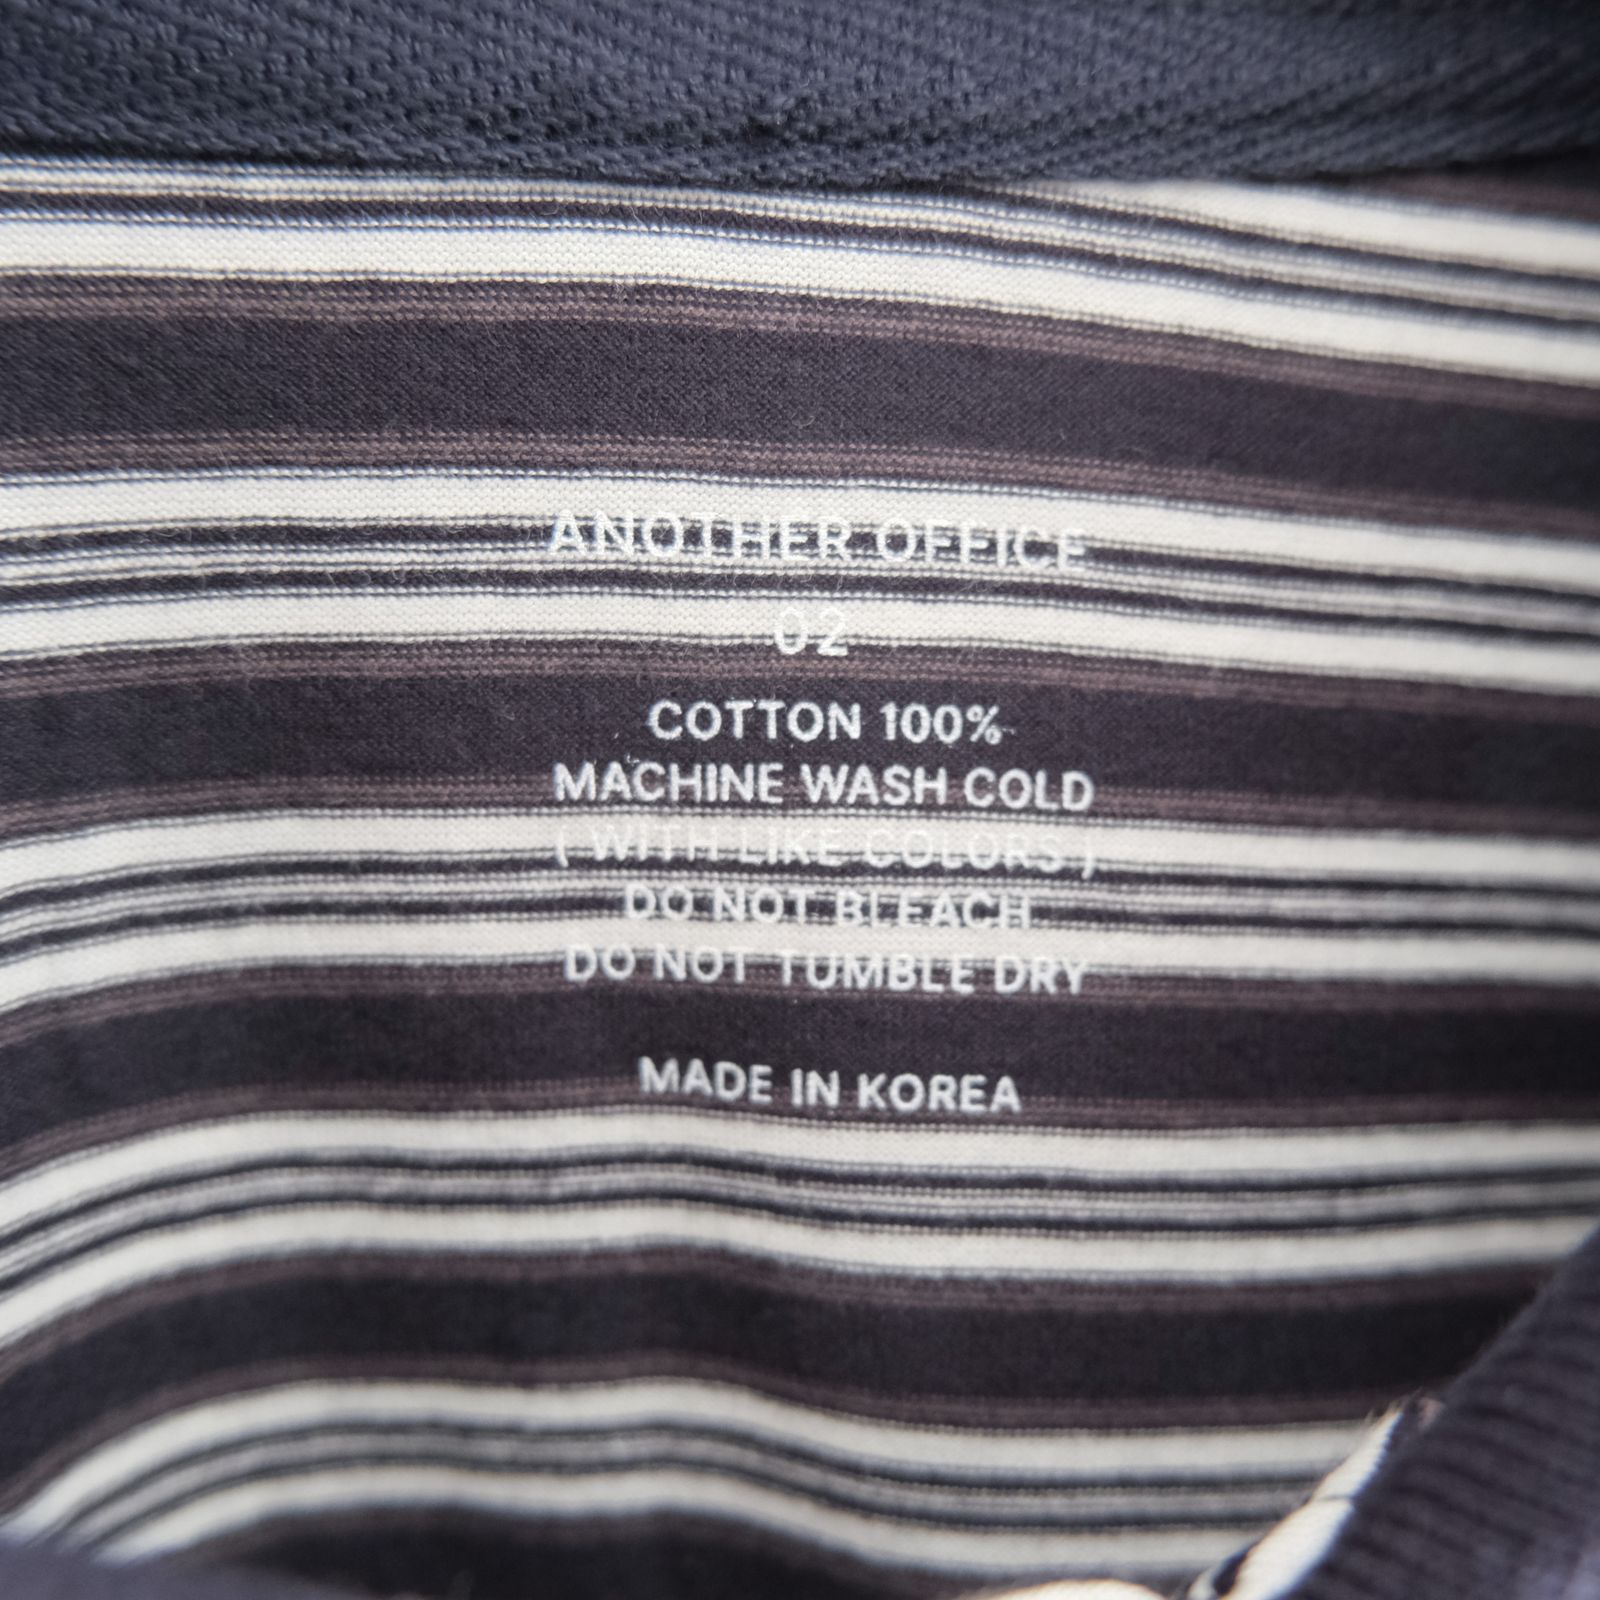 ANOTHER OFFICE
02
COTTON 100%
MACHINE WASH COLD
( WITH LIKE COLORS )
DO NOT BLEACH
DO NOT TUMBLE DRY
MADE IN KOREA